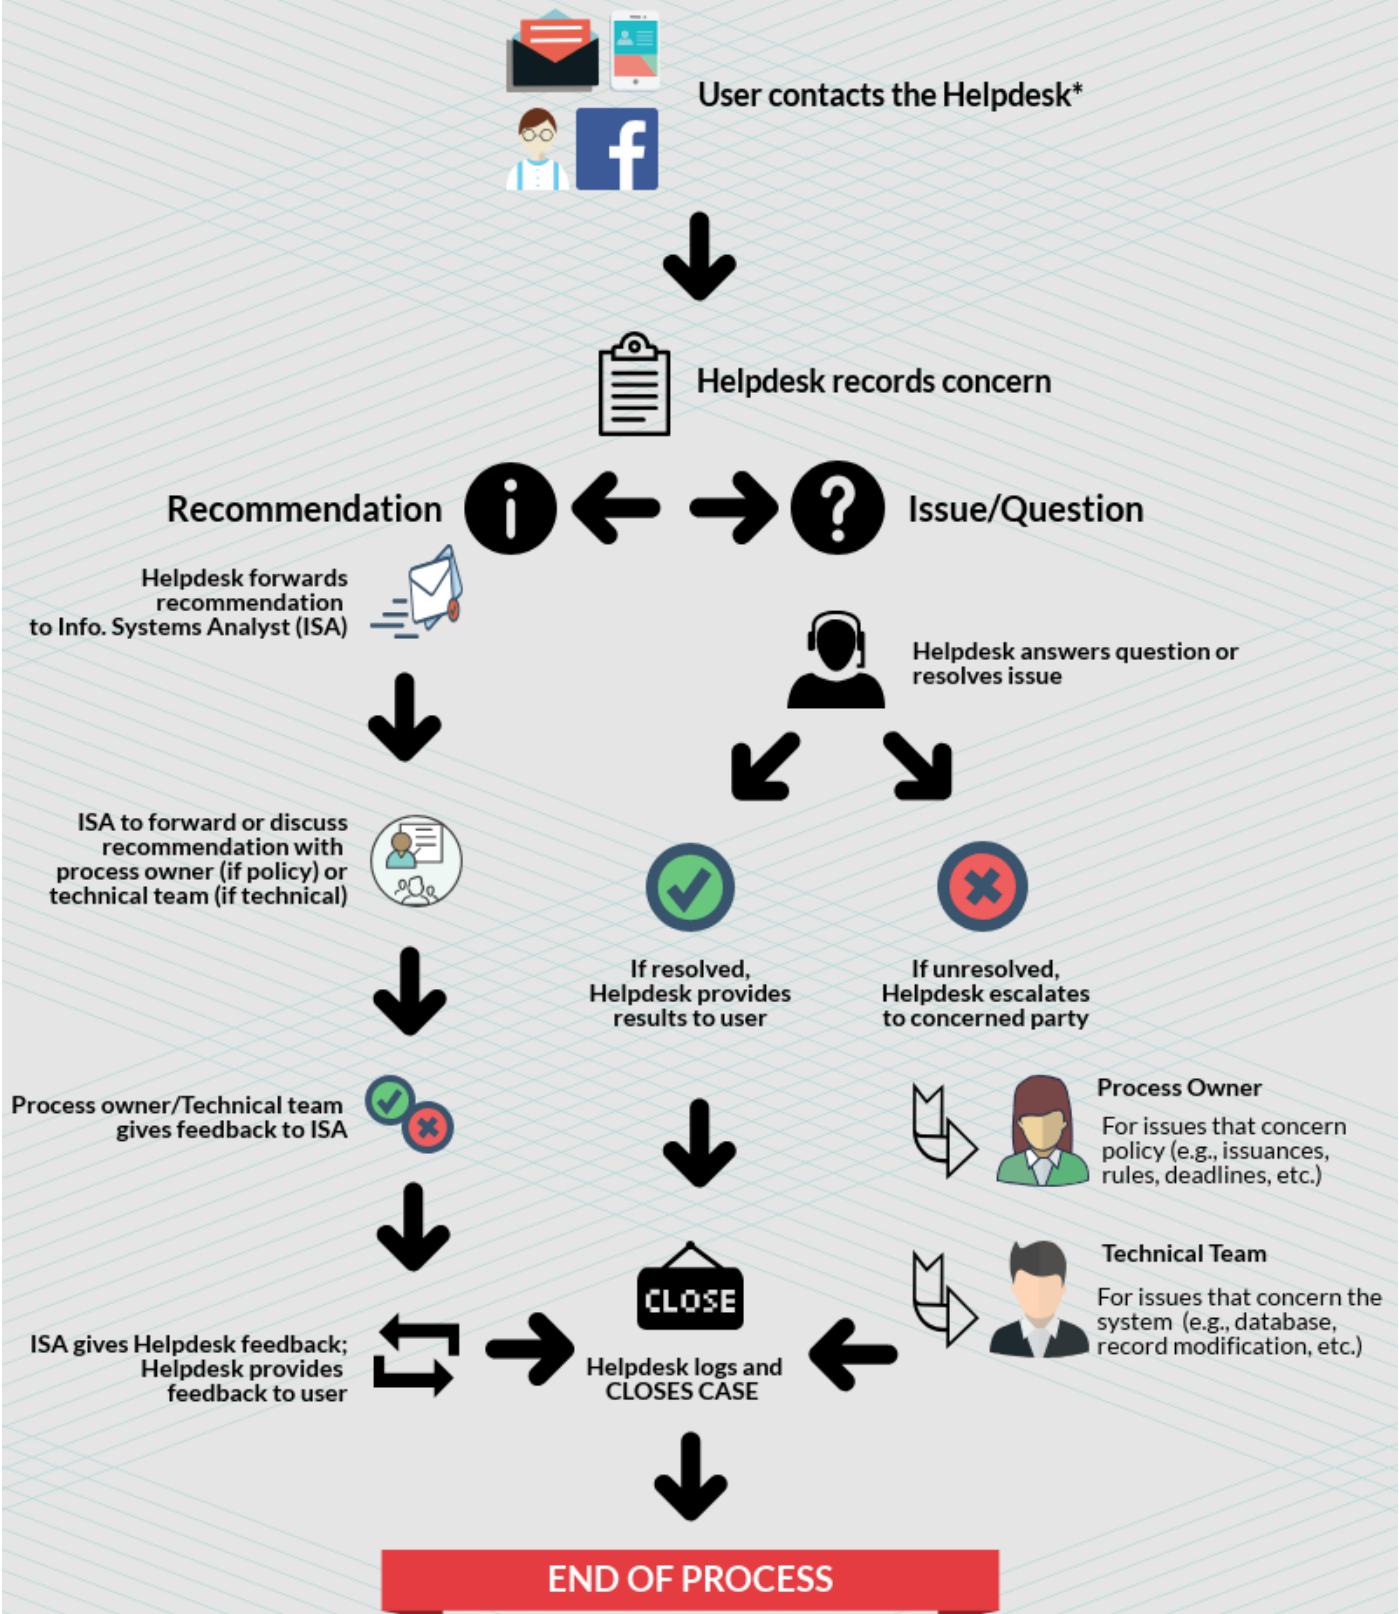 User contacts the Helpdesk*
Helpdesk records concern
Recommendation
Issue/Question
Helpdesk forwards
recommendation
to Info. Systems Analyst (ISA)
ISA to forward or discuss
recommendation with
process owner (if policy) or
technical team (if technical)
Process owner/Technical team
gives feedback to ISA
ISA gives Helpdesk feedback;
Helpdesk provides
feedback to user
Helpdesk answers question or
resolves issue
If resolved,
Helpdesk provides
results to user
If unresolved,
Helpdesk escalates
to concerned party
Process Owner
For issues that concern
policy (e.g., issuances,
rules, deadlines, etc.)
Technical Team
For issues that concern the
system (e.g., database,
record modification, etc.)
CLOSE
Helpdesk logs and
CLOSES CASE
END OF PROCESS